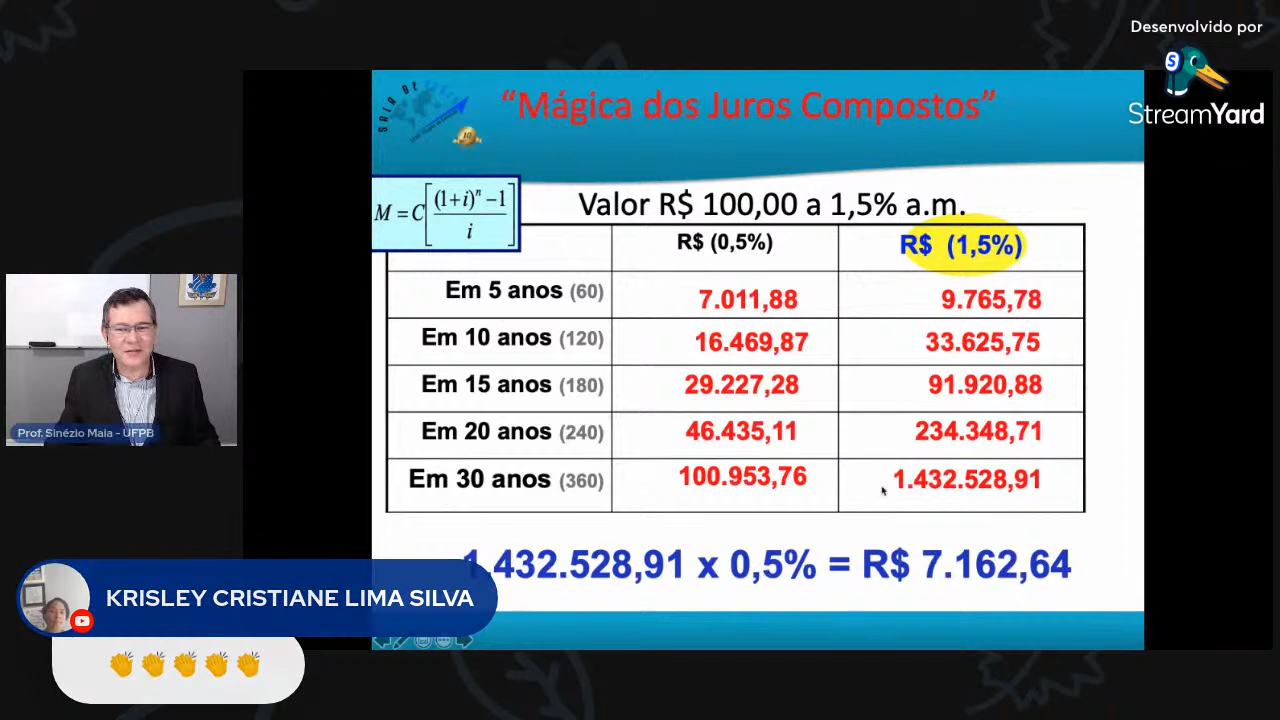 Desenvolvido por
StreamYard
SALA DE
10
“Mágica dos Juros Compostos”
M = C[(1+i)ⁿ −1 / i]
Valor R$ 100,00 a 1,5% a.m.
R$ (0,5%) R$ (1,5%)
Em 5 anos (60) 7.011,88 9.765,78
Em 10 anos (120) 16.469,87 33.625,75
Em 15 anos (180) 29.227,28 91.920,88
Em 20 anos (240) 46.435,11 234.348,71
Em 30 anos (360) 100.953,76 1.432.528,91
1.432.528,91 x 0,5% = R$ 7.162,64
Prof. Sinézio Maia - UFPB
KRISLEY CRISTIANE LIMA SILVA
👏👏👏👏👏